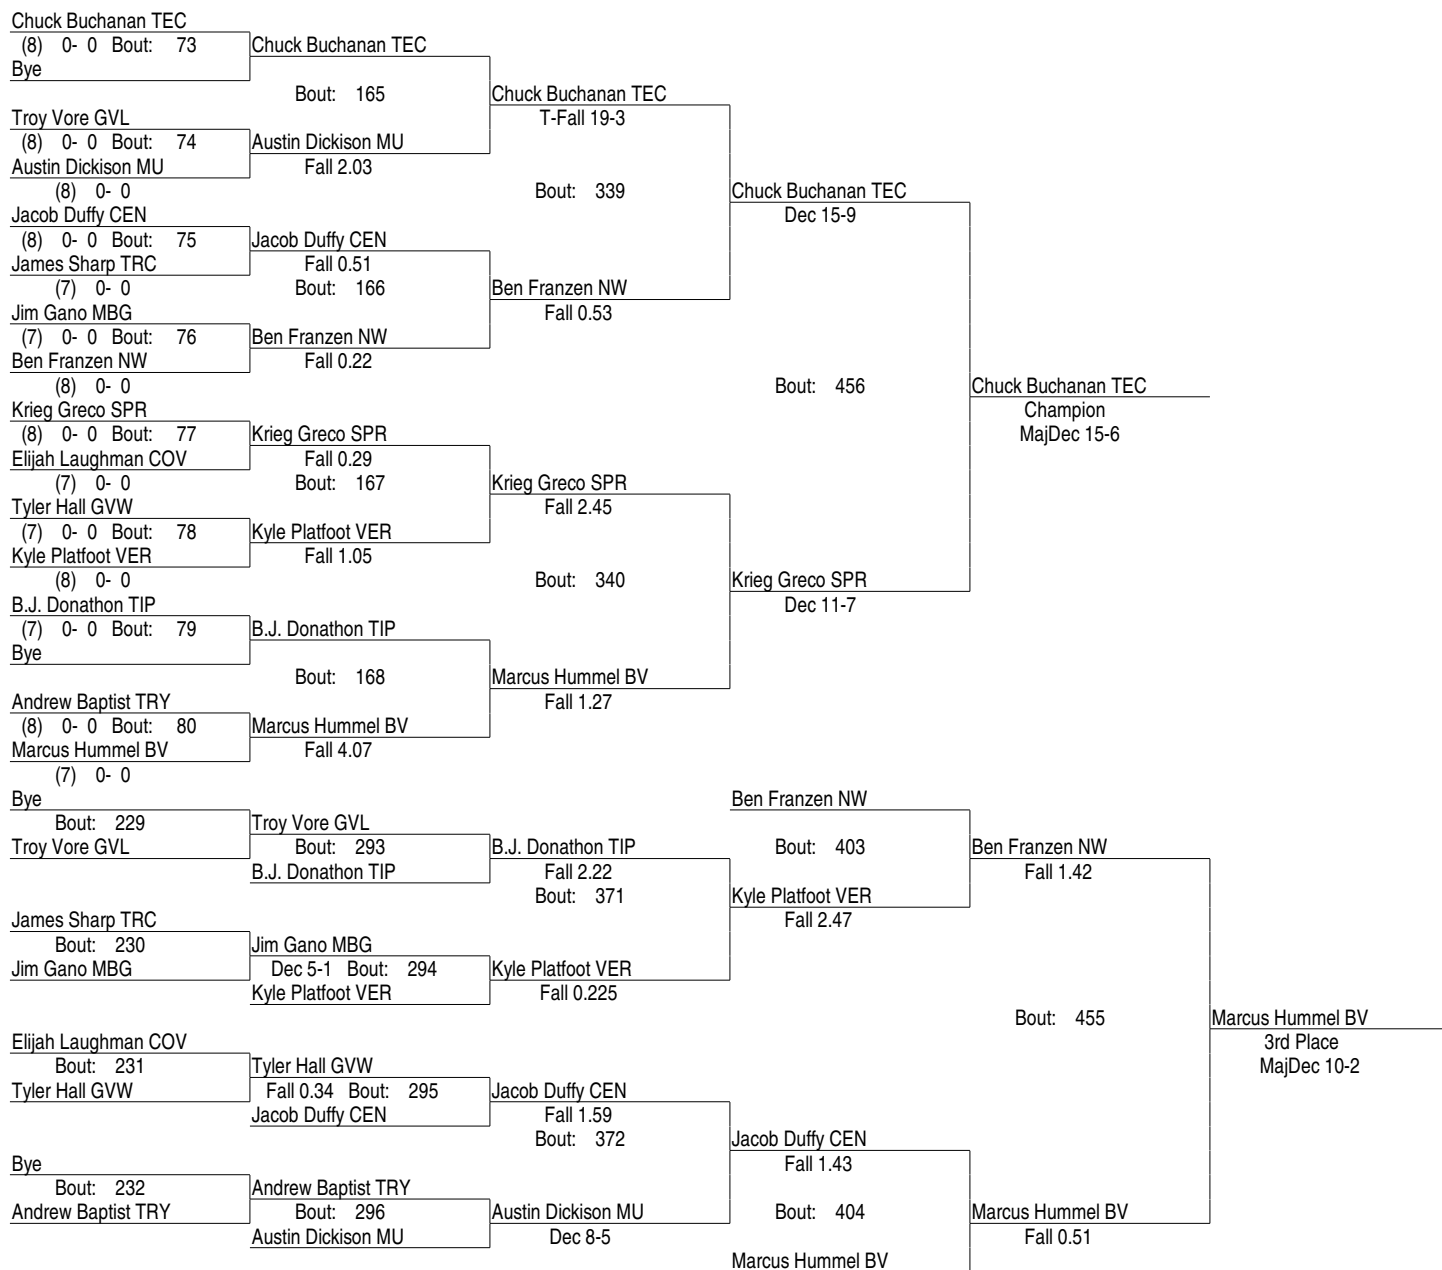 Chuck Buchanan TEC
(8) 0- 0 Bout: 73 Chuck Buchanan TEC
Bye
Bout: 165 Chuck Buchanan TEC
Troy Vore GVL T-Fall 19-3
(8) 0- 0 Bout: 74 Austin Dickison MU
Austin Dickison MU Fall 2.03
(8) 0- 0 Bout: 339 Chuck Buchanan TEC
Jacob Duffy CEN Dec 15-9
(8) 0- 0 Bout: 75 Jacob Duffy CEN
James Sharp TRC Fall 0.51
(7) 0- 0 Bout: 166 Ben Franzen NW
Jim Gano MBG Fall 0.53
(7) 0- 0 Bout: 76 Ben Franzen NW
Ben Franzen NW Fall 0.22
(8) 0- 0 Bout: 456 Chuck Buchanan TEC
Krieg Greco SPR Champion
(8) 0- 0 Bout: 77 Krieg Greco SPR MajDec 15-6
Elijah Laughman COV Fall 0.29
(7) 0- 0 Bout: 167 Krieg Greco SPR
Tyler Hall GVW Fall 2.45
(7) 0- 0 Bout: 78 Kyle Platfoot VER
Kyle Platfoot VER Fall 1.05
(8) 0- 0 Bout: 340 Krieg Greco SPR
B.J. Donathon TIP Dec 11-7
(7) 0- 0 Bout: 79 B.J. Donathon TIP
Bye
Bout: 168 Marcus Hummel BV
Andrew Baptist TRY Fall 1.27
(8) 0- 0 Bout: 80 Marcus Hummel BV
Marcus Hummel BV Fall 4.07
(7) 0- 0
Bye Ben Franzen NW
Bout: 229 Troy Vore GVL
Troy Vore GVL Bout: 293 B.J. Donathon TIP Bout: 403 Ben Franzen NW
B.J. Donathon TIP Fall 2.22 Fall 1.42
Bout: 371 Kyle Platfoot VER
James Sharp TRC Fall 2.47
Bout: 230 Jim Gano MBG
Jim Gano MBG Dec 5-1 Bout: 294 Kyle Platfoot VER
Kyle Platfoot VER Fall 0.225
Bout: 455 Marcus Hummel BV
Elijah Laughman COV 3rd Place
Bout: 231 Tyler Hall GVW MajDec 10-2
Tyler Hall GVW Fall 0.34 Bout: 295 Jacob Duffy CEN
Jacob Duffy CEN Fall 1.59
Bout: 372 Jacob Duffy CEN
Bye Fall 1.43
Bout: 232 Andrew Baptist TRY
Andrew Baptist TRY Bout: 296 Austin Dickison MU Bout: 404 Marcus Hummel BV
Austin Dickison MU Dec 8-5 Fall 0.51
Marcus Hummel BV